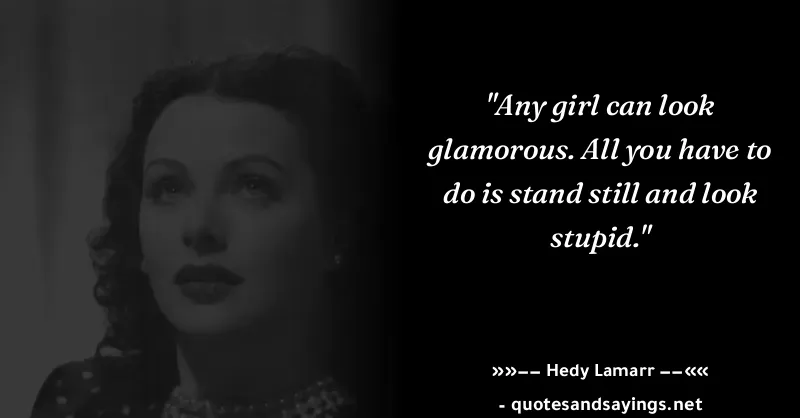 "Any girl can look
glamorous. All you have to
do is stand still and look
stupid."
»»−− Hedy Lamarr −−««
- quotesandsayings.net